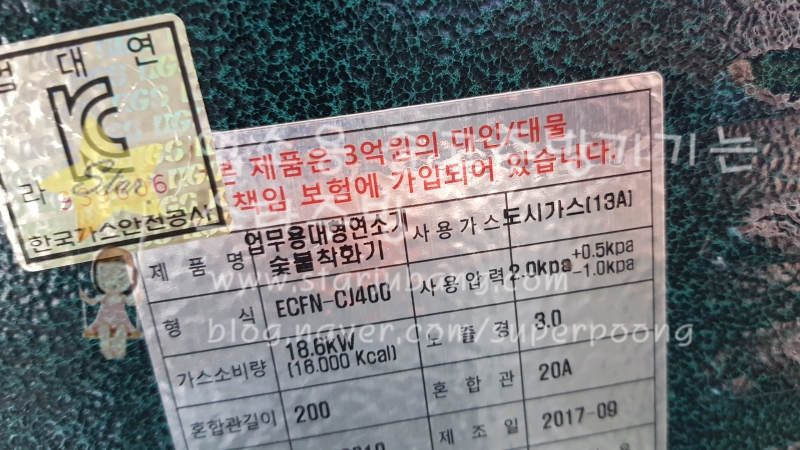 대 연
라
Star
한국가스안전공사
제품은 3억원의 대인/대물
책임 보험에 가입되어 있습니다.
제 품 명 업무용대형연소기 숯불착화기 사용가스 도시가스(13A)
형 식 ECFN-CJ400 사용압력 2.0kpa +0.5kpa -1.0kpa
가스소비량 18.6KW (16.000 Kcal) 노 즐 경 3.0
혼합관길이 200 혼 합 관 20A
제 조 일 2017-09
blog.naver.com/superpoong